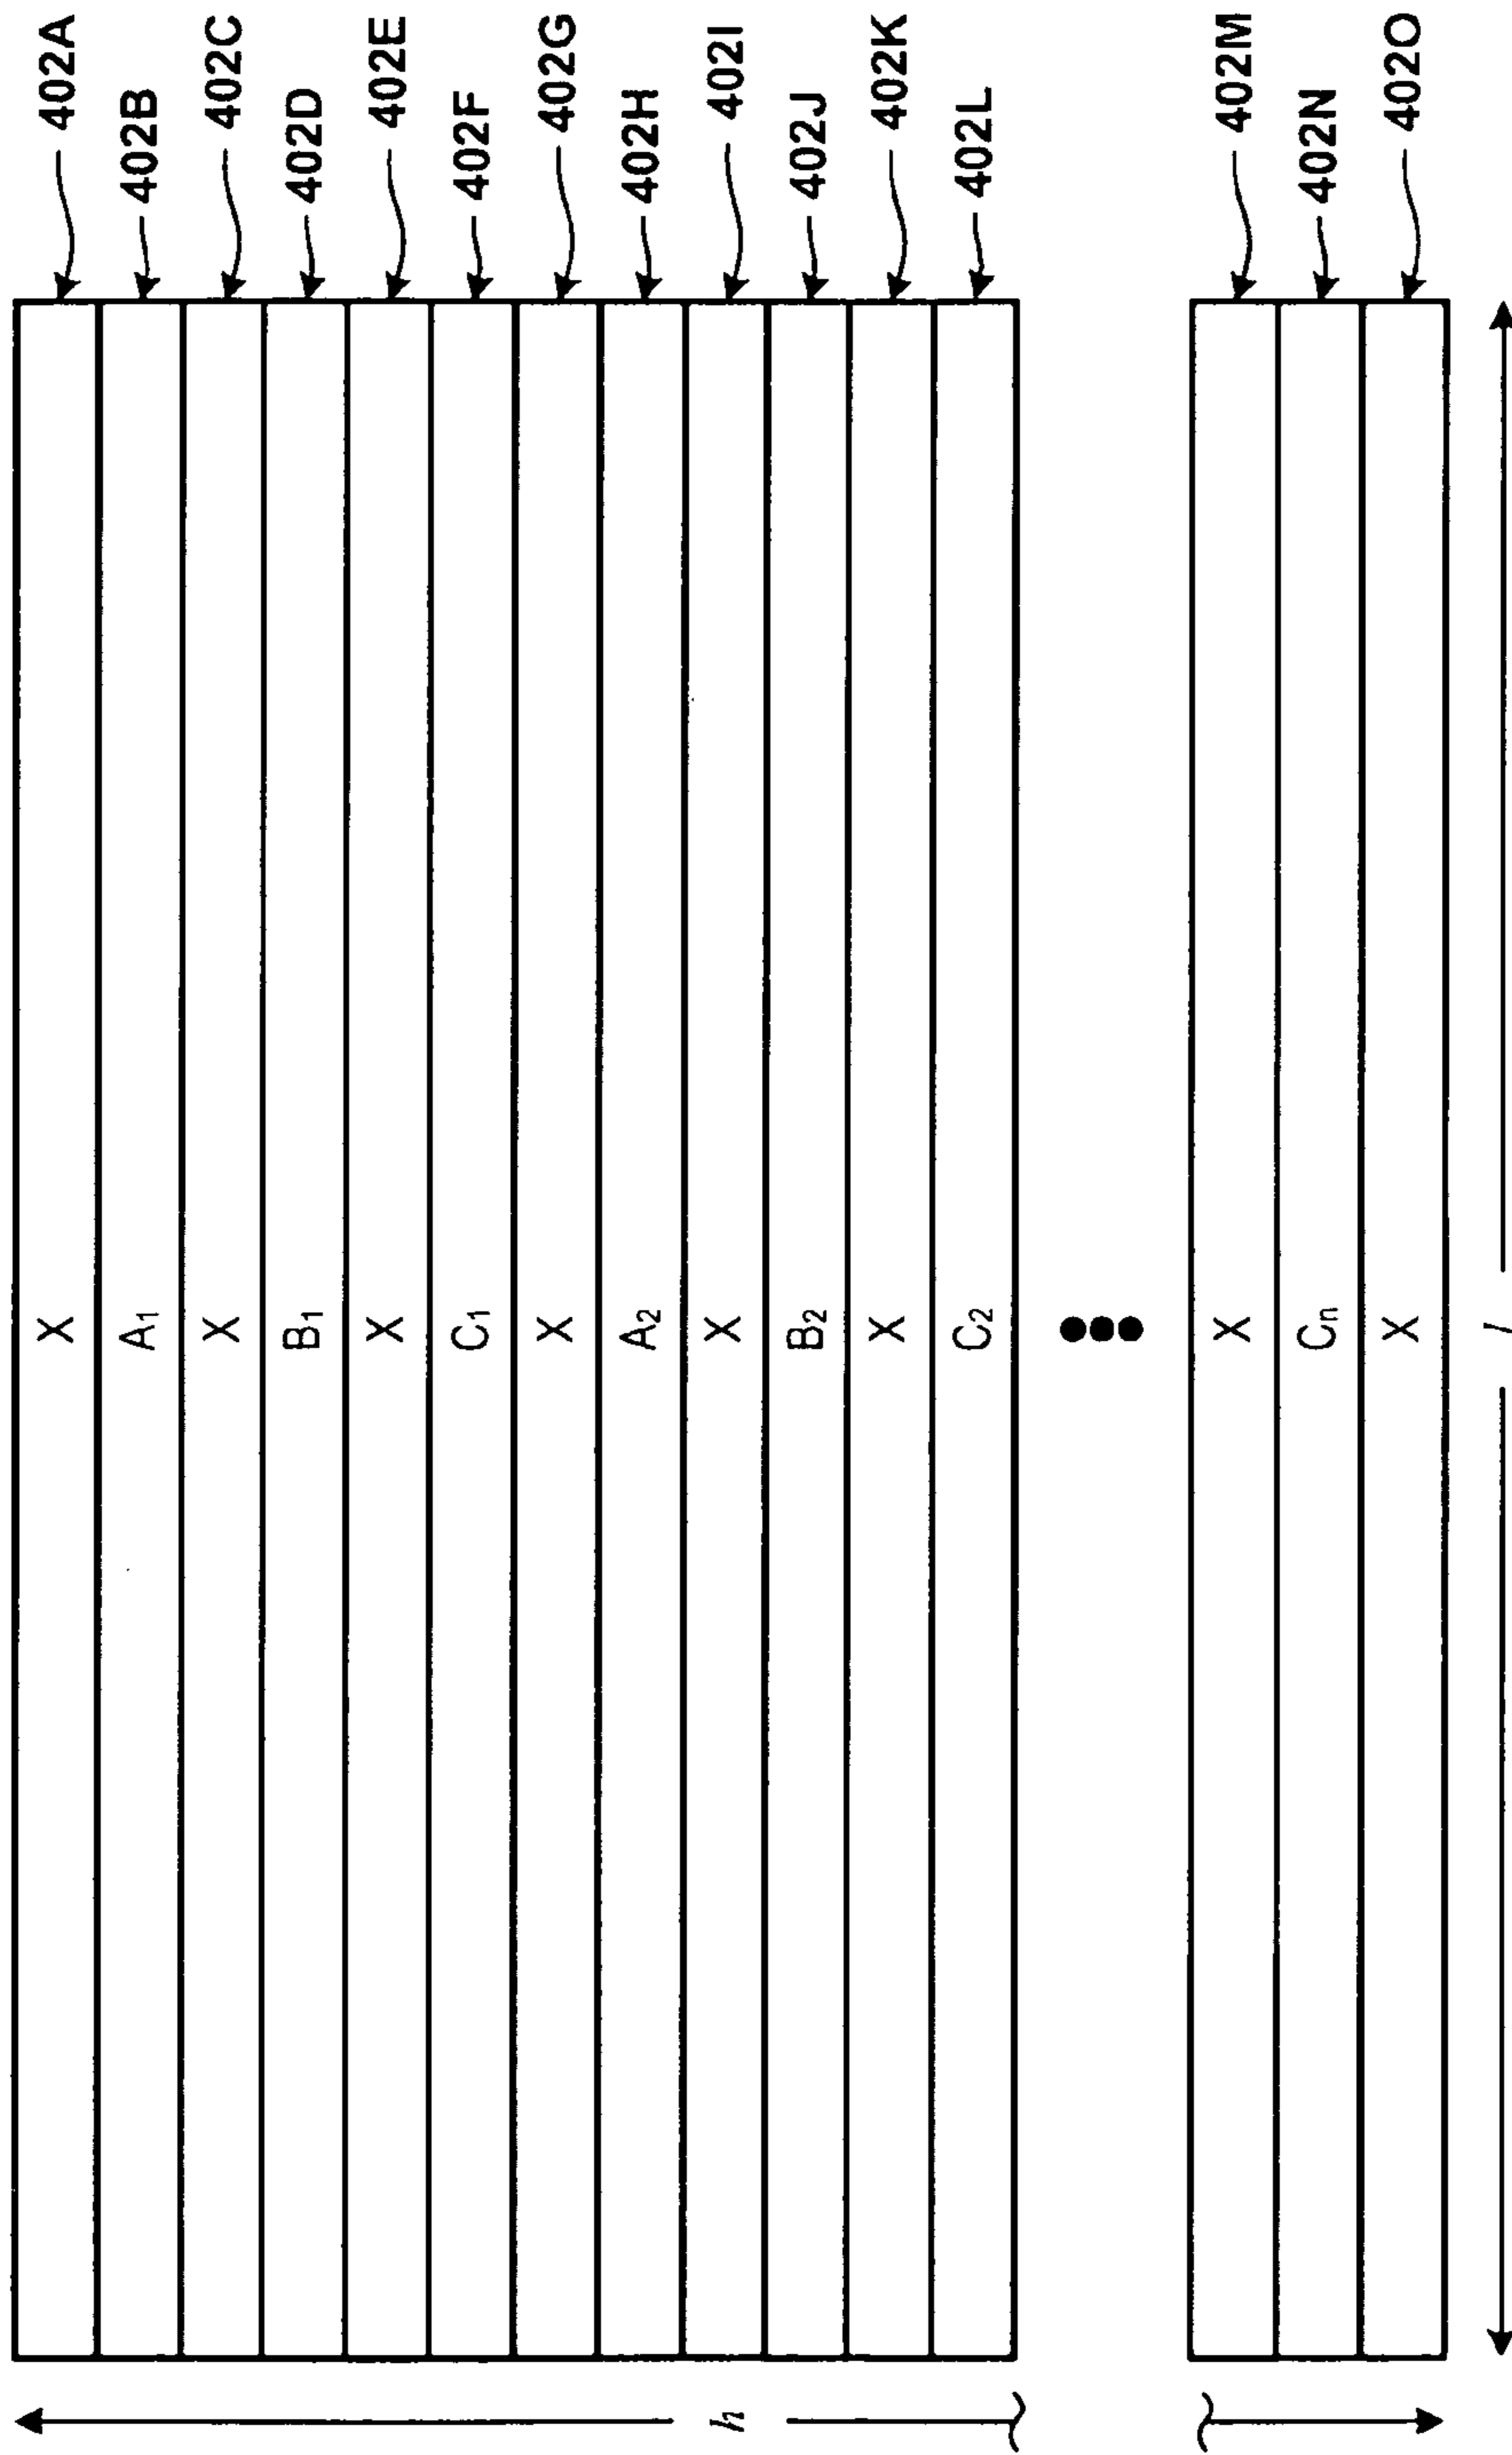 X 402A
A1 402B
X 402C
B1 402D
X 402E
C1 402F
X 402G
A2 402H
X 402I
B2 402J
X 402K
C2 402L
X 402M
Cn 402N
X 402O
h
l